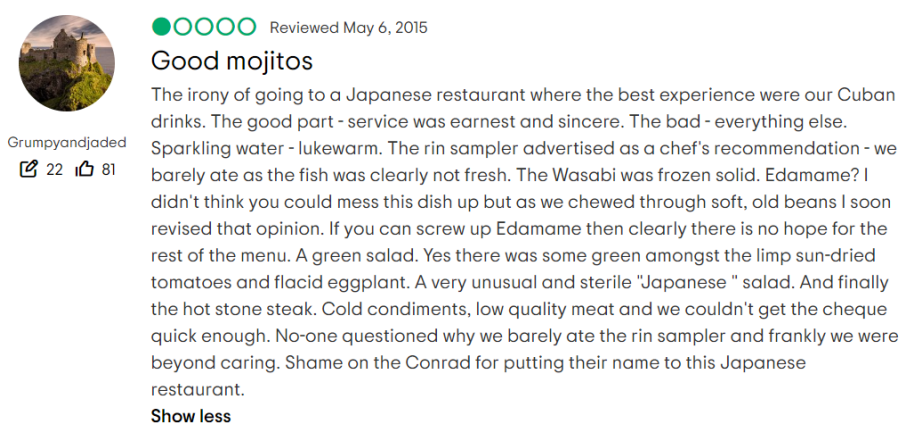 Reviewed May 6, 2015
Good mojitos
The irony of going to a Japanese restaurant where the best experience were our Cuban
drinks. The good part - service was earnest and sincere. The bad - everything else.
Grumpyandjaded
22 81
Sparkling water - lukewarm. The rin sampler advertised as a chef's recommendation - we
barely ate as the fish was clearly not fresh. The Wasabi was frozen solid. Edamame? I
didn't think you could mess this dish up but as we chewed through soft, old beans I soon
revised that opinion. If you can screw up Edamame then clearly there is no hope for the
rest of the menu. A green salad. Yes there was some green amongst the limp sun-dried
tomatoes and flacid eggplant. A very unusual and sterile "Japanese " salad. And finally
the hot stone steak. Cold condiments, low quality meat and we couldn't get the cheque
quick enough. No-one questioned why we barely ate the rin sampler and frankly we were
beyond caring. Shame on the Conrad for putting their name to this Japanese
restaurant.
Show less